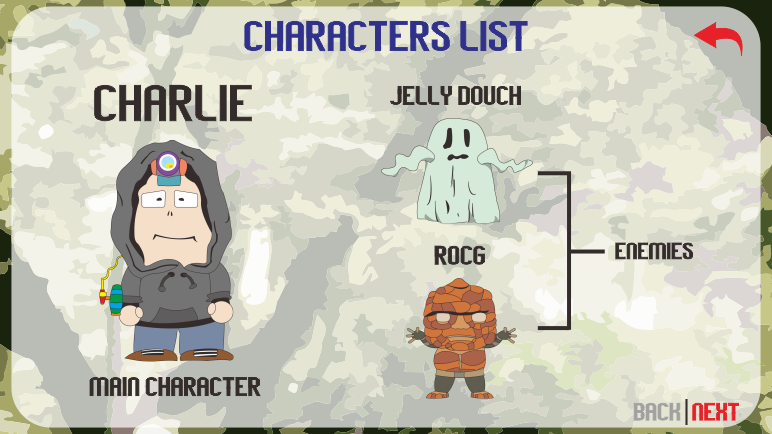 CHARACTERS LIST
CHARLIE
JELLY DOUCH
ROCG
ENEMIES
MAIN CHARACTER
BACK|NEXT